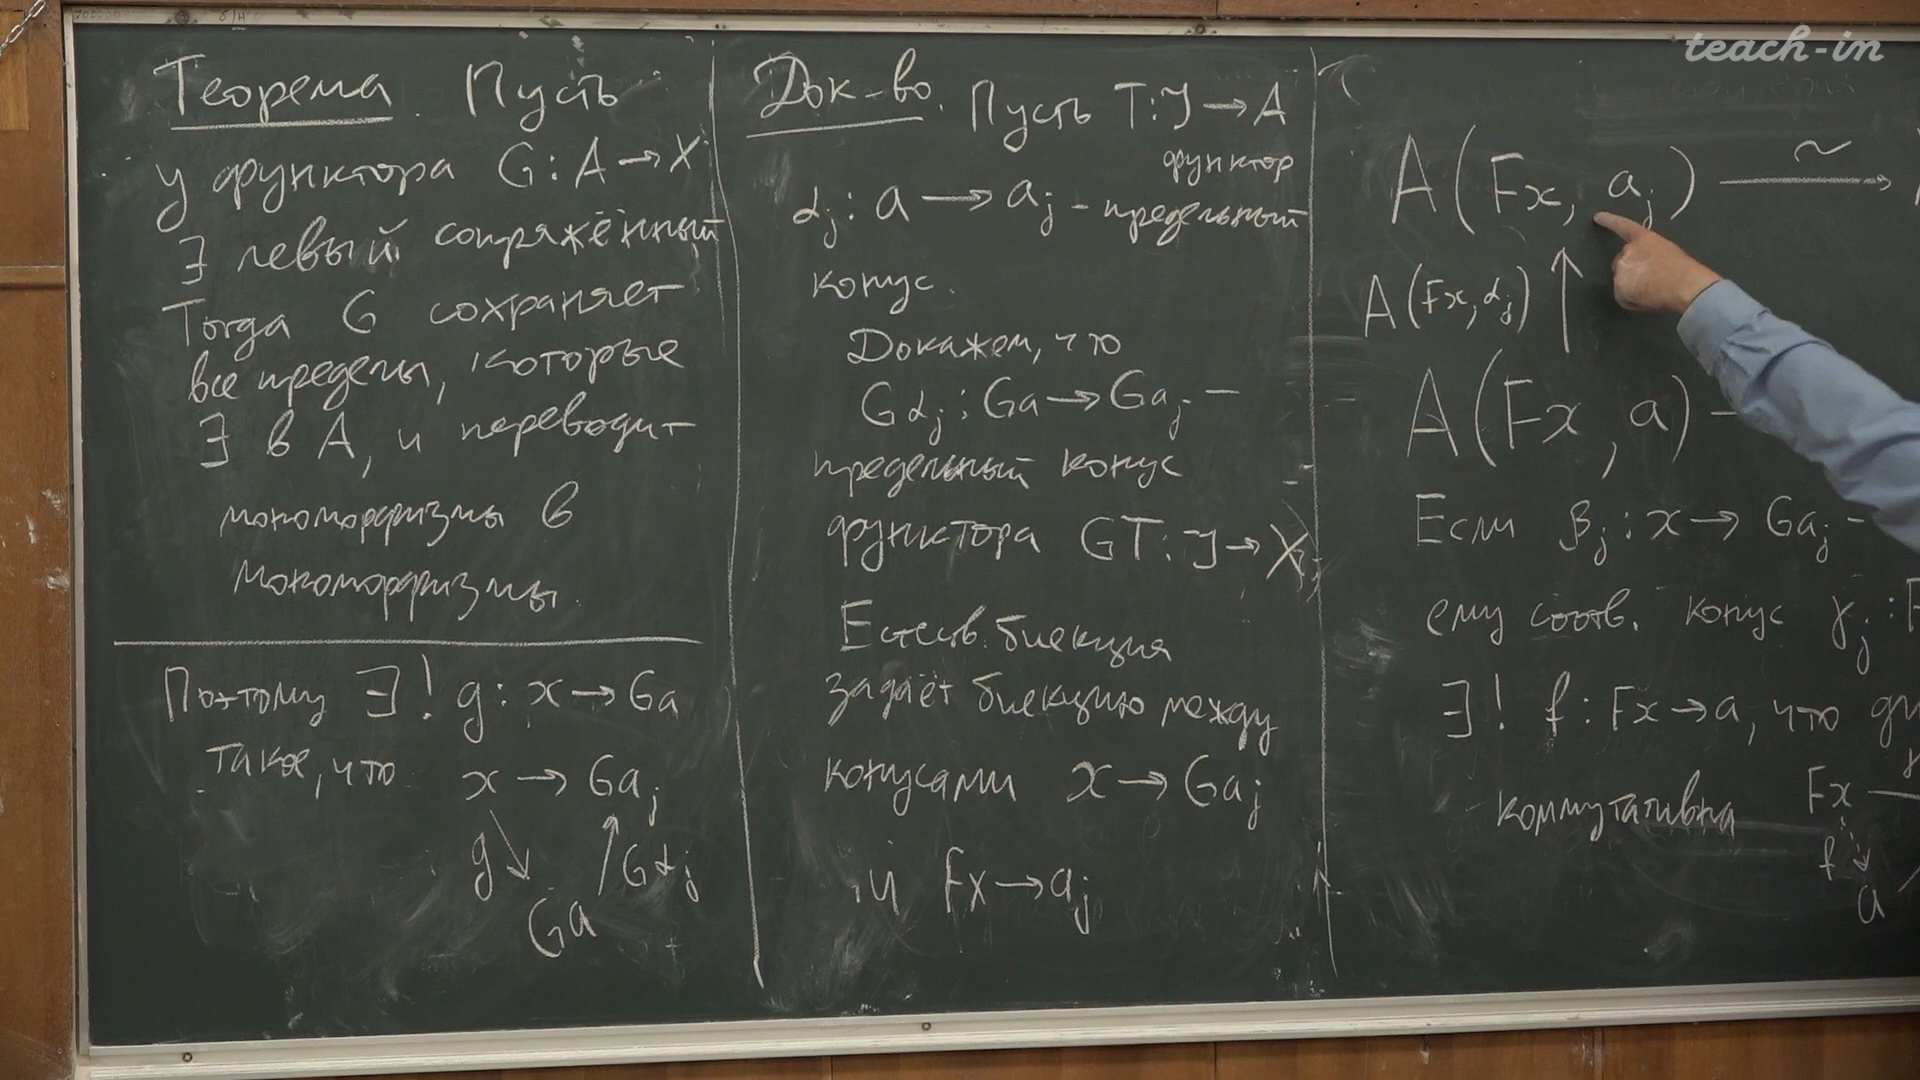 teach-in
Теорема. Пусть
у функтора G: A → X
∃ левый сопряжённый.
Тогда G сохраняет
все пределы, которые
∃ в A, и переводит
мономорфизмы в
мономорфизмы.
Поэтому ∃! g: x → Ga
такое, что x → Ga_j
g ↘ ↗ Gα_j
Ga
Док-во. Пусть T: J → A
функтор
α_j: a → a_j - предельный
конус.
Докажем, что
Gα_j: Ga → Ga_j —
предельный конус
функтора GT: J → X,
Естеств. биекция
задаёт биекцию между
конусами x → Ga_j
и Fx → a_j
A(Fx, a_j) ⟶ ~
A(Fx, α_j) ↑
A(Fx, a) –
Если β_j: x → Ga_j –
ему соотв. конус γ_j: F
∃! f: Fx → a, что
коммутативна Fx —
f ↓
a